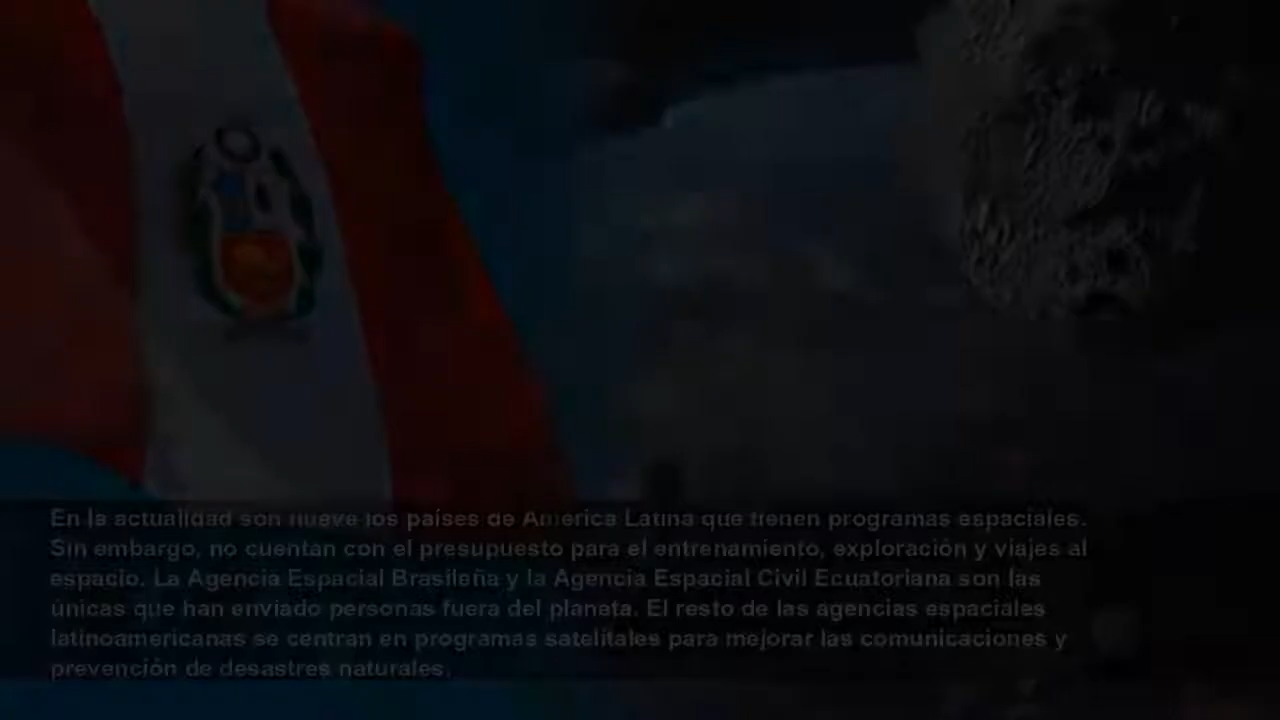 En la actualidad son nueve los países de América Latina que tienen programas espaciales.
Sin embargo, no cuentan con el presupuesto para el entrenamiento, exploración y viajes al
espacio. La Agencia Espacial Brasileña y la Agencia Espacial Civil Ecuatoriana son las
únicas que han enviado personas fuera del planeta. El resto de las agencias espaciales
latinoamericanas se centran en programas satelitales para mejorar las comunicaciones y
prevención de desastres naturales.